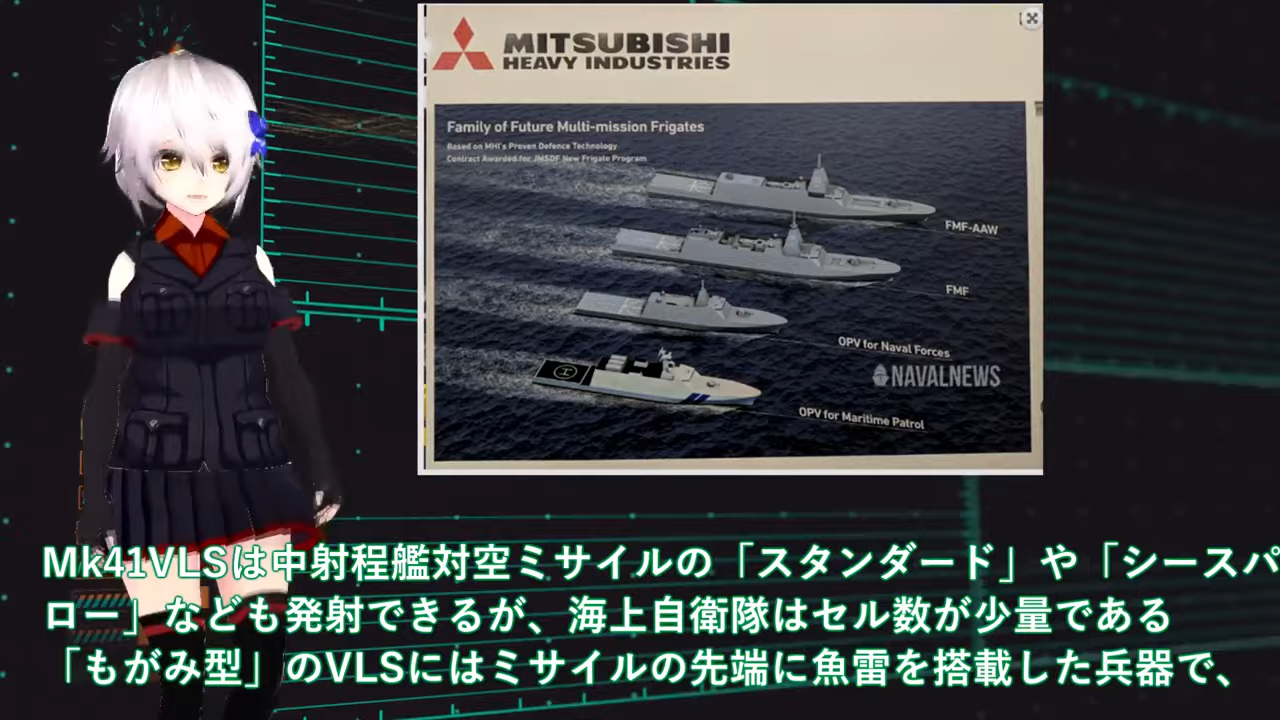 MITSUBISHI
HEAVY INDUSTRIES
Family of Future Multi-mission Frigates
Based on MHI's Proven Defence Technology
Contract Awarded for JMSDF New Frigate Program
FMF-AAW
FMF
OPV for Naval Forces
NAVALNEWS
OPV for Maritime Patrol
Mk41VLSは中射程艦対空ミサイルの「スタンダード」や「シースパ
ロー」なども発射できるが、海上自衛隊はセル数が少量である
「もがみ型」のVLSにはミサイルの先端に魚雷を搭載した兵器で、